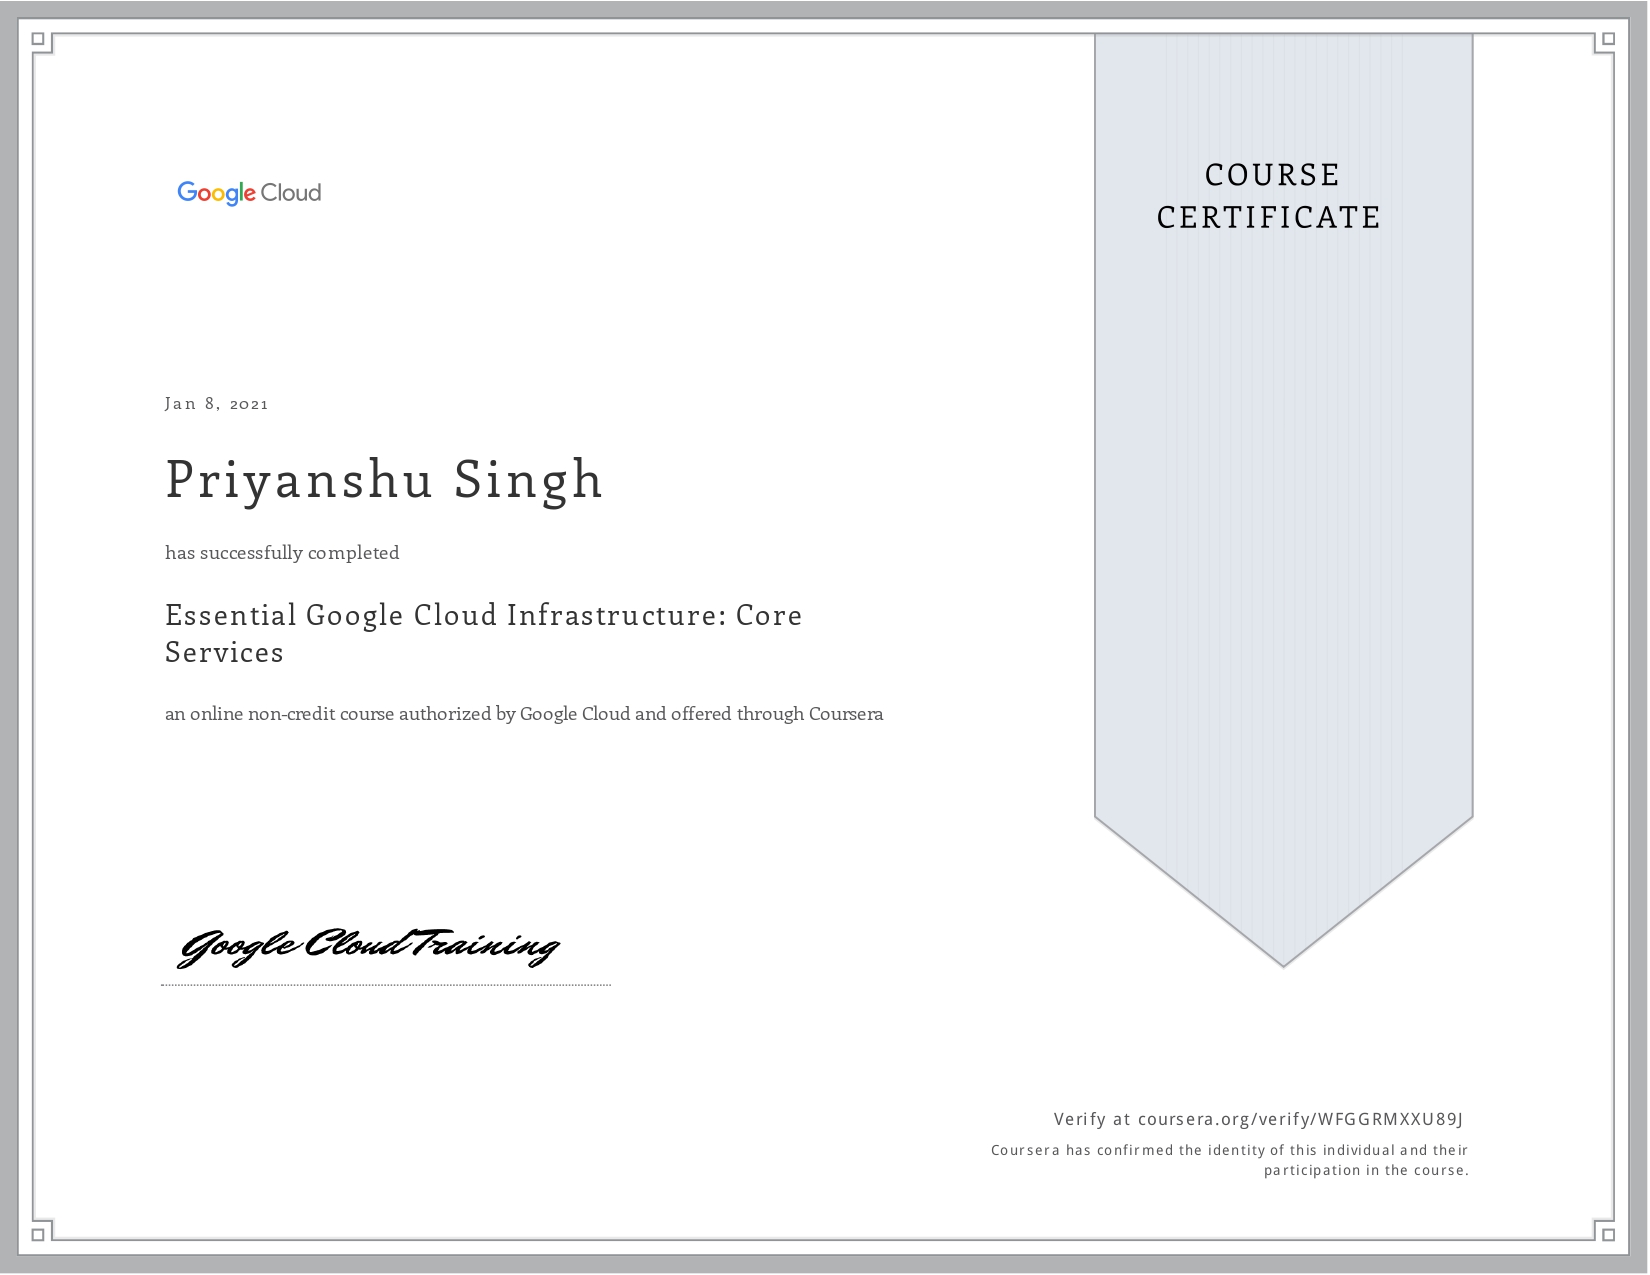 Google Cloud
COURSE
CERTIFICATE
Jan 8, 2021
Priyanshu Singh
has successfully completed
Essential Google Cloud Infrastructure: Core
Services
an online non-credit course authorized by Google Cloud and offered through Coursera
Google Cloud Training
Verify at coursera.org/verify/WFGGRMXXU89J
Coursera has confirmed the identity of this individual and their
participation in the course.